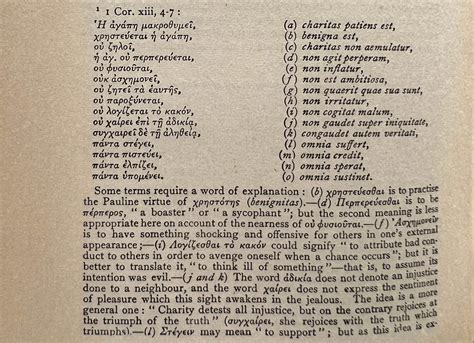 ¹ 1 Cor. xiii, 4-7 :
Ἡ ἀγάπη μακροθυμεῖ, (a) charitas patiens est,
χρηστεύεται ἡ ἀγάπη, (b) benigna est,
οὐ ζηλοῖ, (c) charitas non aemulatur,
ἡ ἀγ. οὐ περπερεύεται, (d) non agit perperam,
οὐ φυσιοῦται, (e) non inflatur,
οὐκ ἀσχημονεῖ, (f) non est ambitiosa,
οὐ ζητεῖ τὰ ἑαυτῆς, (g) non quaerit quae sua sunt,
οὐ παροξύνεται, (h) non irritatur,
οὐ λογίζεται τὸ κακόν, (i) non cogitat malum,
οὐ χαίρει ἐπὶ τῇ ἀδικίᾳ, (j) non gaudet super iniquitate,
συγχαίρει δὲ τῇ ἀληθείᾳ, (k) congaudet autem veritati,
πάντα στέγει, (l) omnia suffert,
πάντα πιστεύει, (m) omnia credit,
πάντα ἐλπίζει, (n) omnia sperat,
πάντα ὑπομένει, (o) omnia sustinet.
Some terms require a word of explanation : (b) χρηστεύεσθαι is to practise
the Pauline virtue of χρηστότης (benignitas).—(d) Περπερεύεσθαι is to be
πέρπερος, “ a boaster ” or “ a sycophant ” ; but the second meaning is less
appropriate here on account of the nearness of οὐ φυσιοῦται.—(f) Ἀσχημονεῖν
is to have something shocking and offensive for others in one's external
appearance ;—(i) Λογίζεσθαι τὸ κακόν could signify “ to attribute bad con-
duct to others in order to avenge oneself when a chance occurs ” ; but it is
better to translate it, “ to think ill of something ”—that is, to assume its
intention was evil.—(j and k) The word ἀδικία does not denote an injustice
done to a neighbour, and the word χαίρει does not express the sentiment
of pleasure which this sight awakens in the jealous. The idea is a more
general one : “ Charity detests all injustice, but on the contrary rejoices at
the triumph of the truth ” (συγχαίρει, she rejoices with the truth which
triumphs).—(l) Στέγειν may mean “ to support ” ; but as this idea is ex-